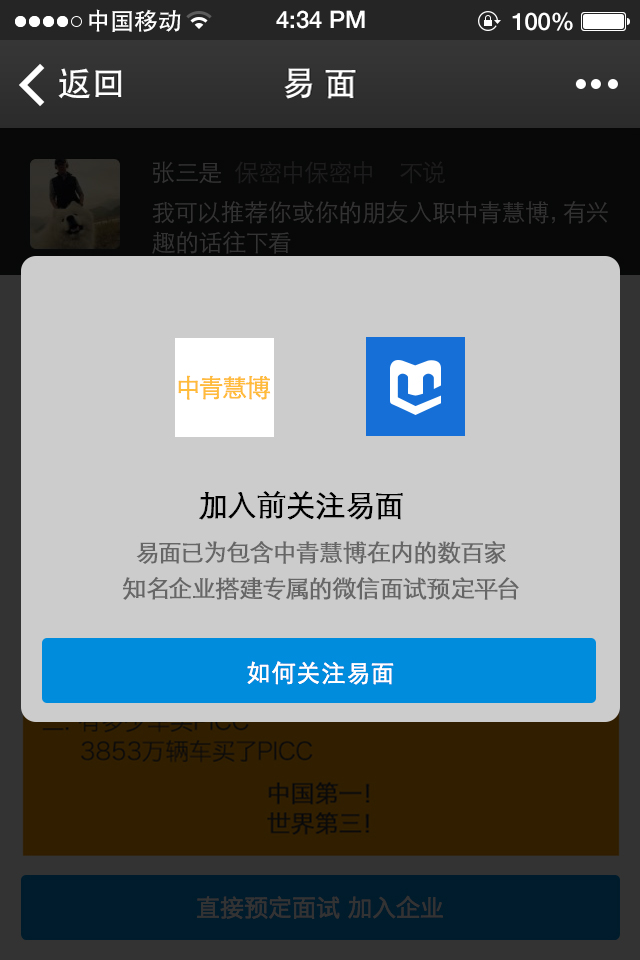 中国移动 4:34 PM 100%
返回 易 面
张三是 保密中保密中 不说
我可以推荐你或你的朋友入职中青慧博, 有兴
趣的话往下看
中青慧博
加入前关注易面
易面已为包含中青慧博在内的数百家
知名企业搭建专属的微信面试预定平台
如何关注易面
3853万辆车买了PICC
中国第一!
世界第三!
直接预定面试 加入企业